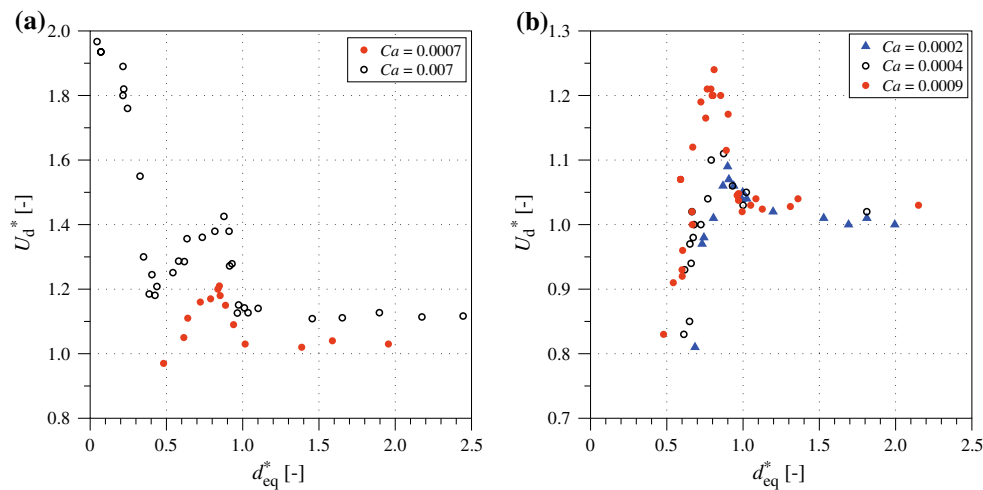 (a)
2.0
1.8
1.6
1.4
1.2
1.0
0.8
U_d^* [-]
Ca = 0.0007
Ca = 0.007
0 0.5 1.0 1.5 2.0 2.5
d_eq^* [-]
(b)
1.3
1.2
1.1
1.0
0.9
0.8
0.7
U_d^* [-]
Ca = 0.0002
Ca = 0.0004
Ca = 0.0009
0 0.5 1.0 1.5 2.0 2.5
d_eq^* [-]